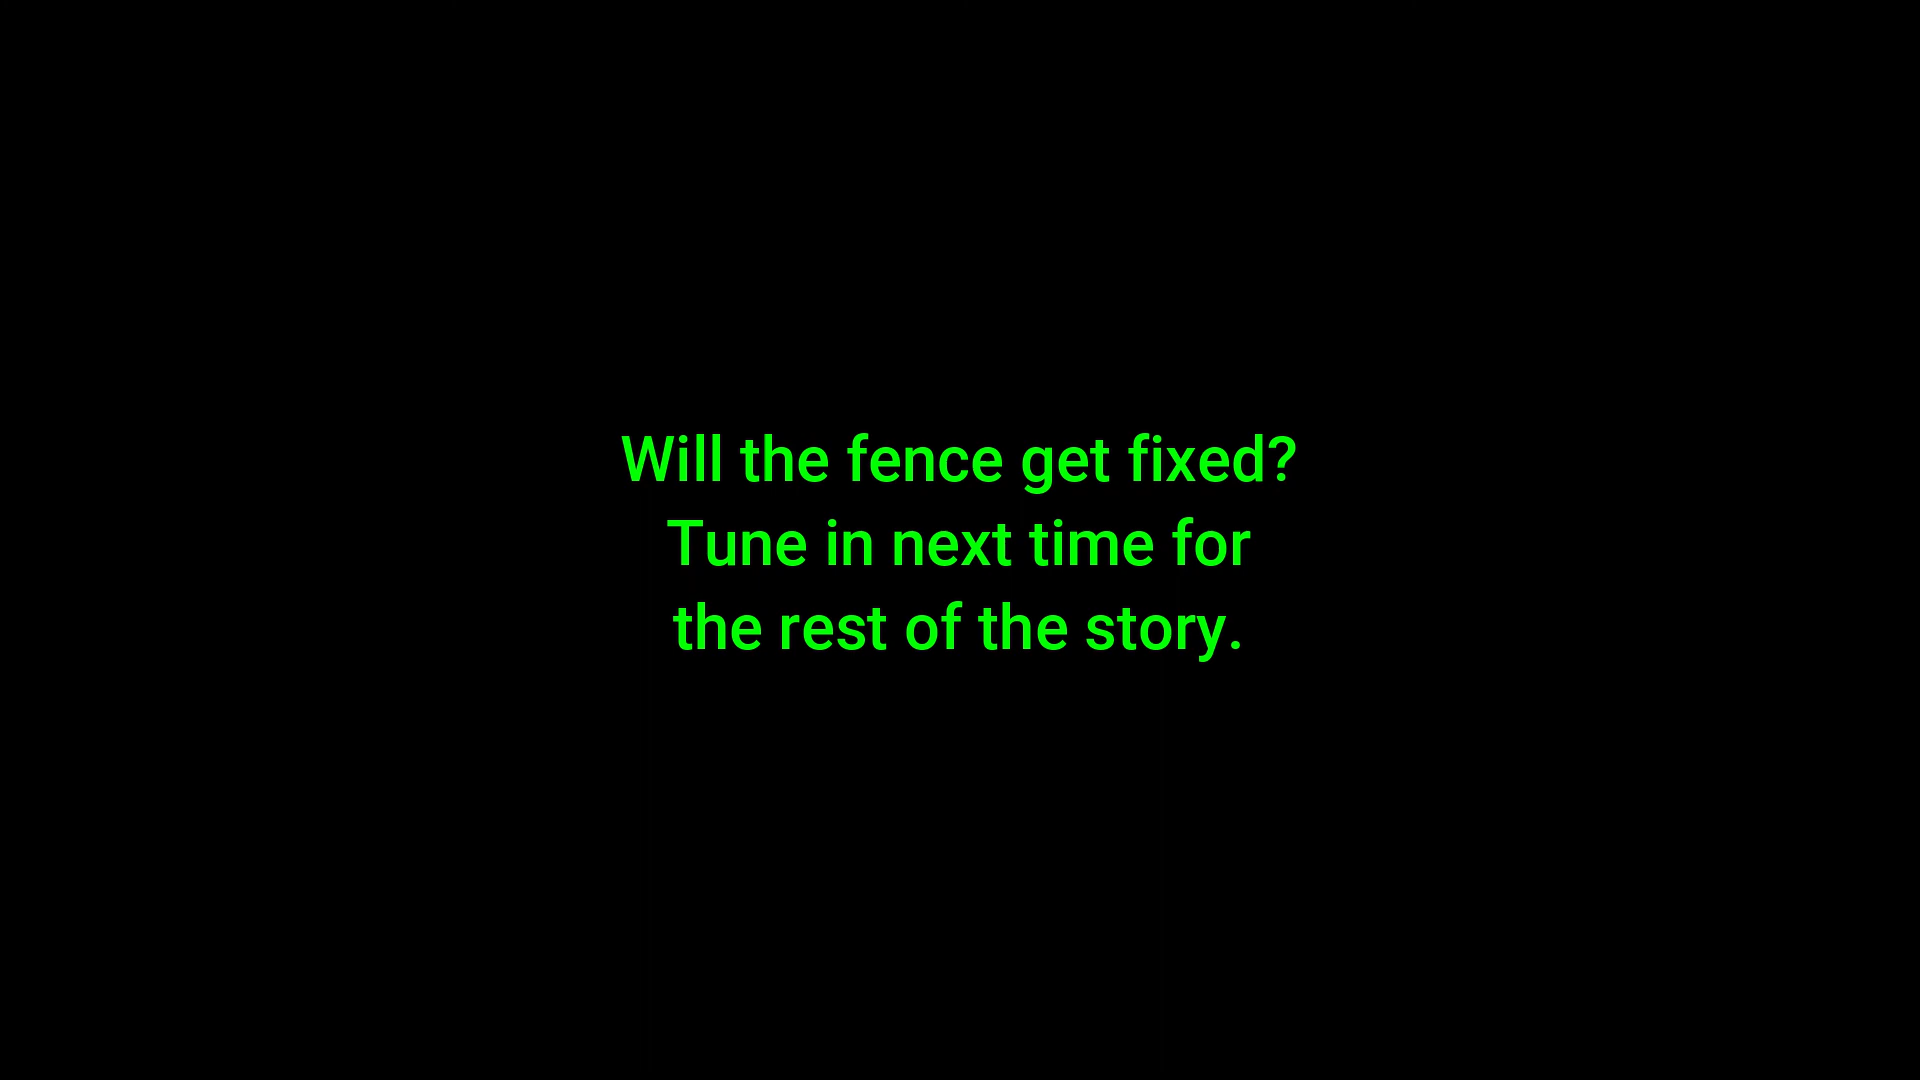 Will the fence get fixed?
Tune in next time for
the rest of the story.